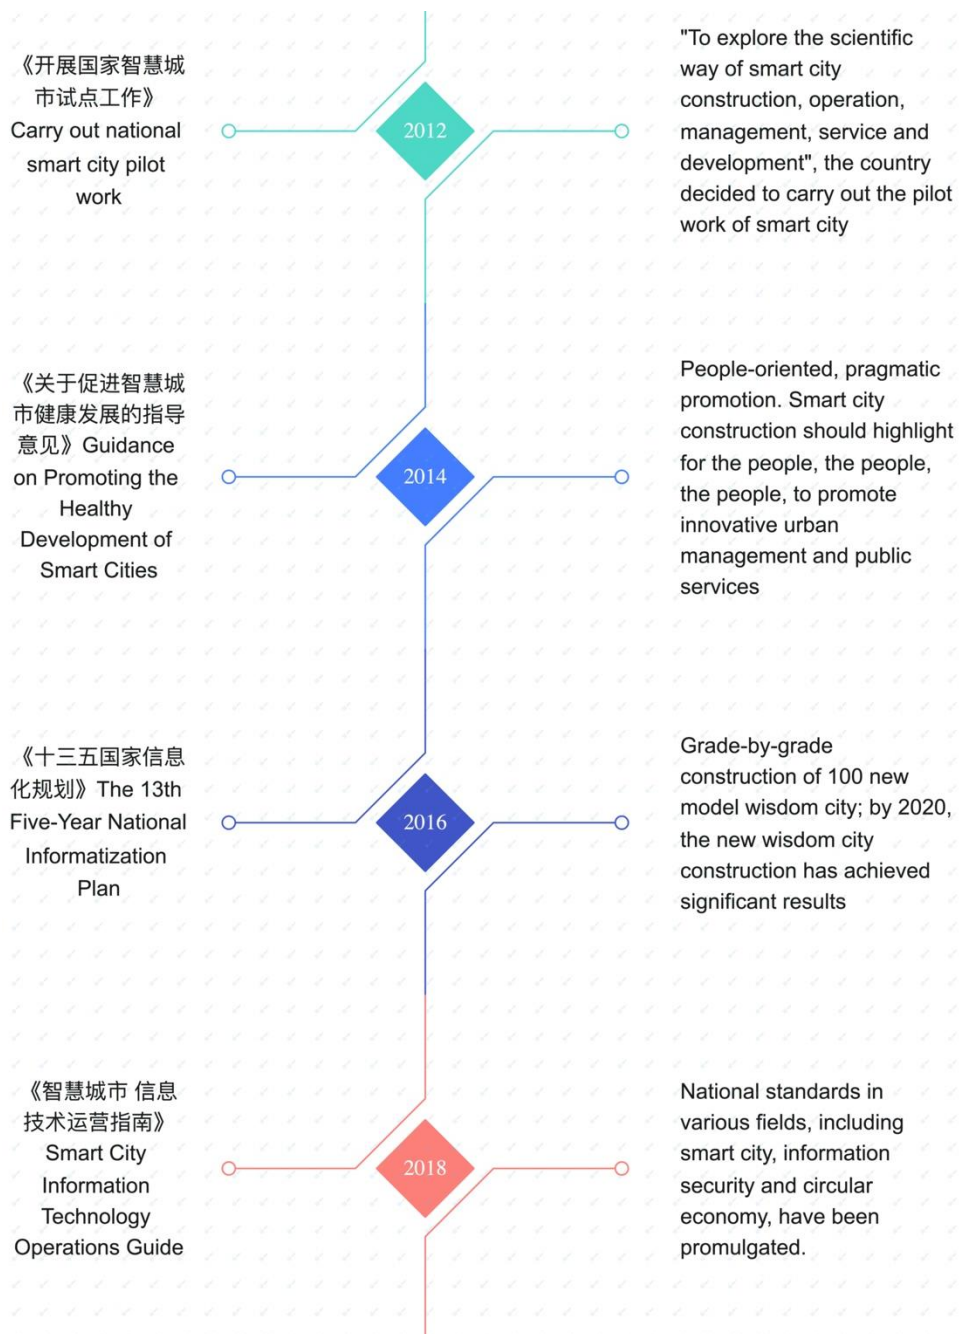 《开展国家智慧城
市试点工作》
Carry out national
smart city pilot
work
2012
"To explore the scientific
way of smart city
construction, operation,
management, service and
development", the country
decided to carry out the pilot
work of smart city
《关于促进智慧城
市健康发展的指导
意见》Guidance
on Promoting the
Healthy
Development of
Smart Cities
2014
People-oriented, pragmatic
promotion. Smart city
construction should highlight
for the people, the people,
the people, to promote
innovative urban
management and public
services
《十三五国家信息
化规划》The 13th
Five-Year National
Informatization
Plan
2016
Grade-by-grade
construction of 100 new
model wisdom city; by 2020,
the new wisdom city
construction has achieved
significant results
《智慧城市 信息
技术运营指南》
Smart City
Information
Technology
Operations Guide
2018
National standards in
various fields, including
smart city, information
security and circular
economy, have been
promulgated.